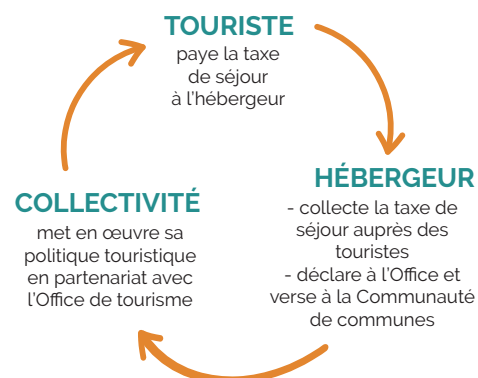 TOURISTE
paye la taxe
de séjour
à l'hébergeur
HÉBERGEUR
- collecte la taxe de
séjour auprès des
touristes
- déclare à l'Office et
verse à la Communauté
de communes
COLLECTIVITÉ
met en œuvre sa
politique touristique
en partenariat avec
l'Office de tourisme